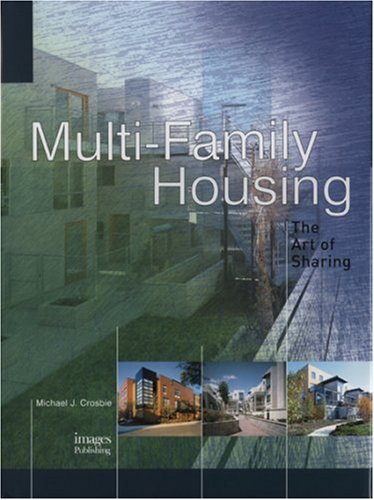 Multi-Family
Housing
The
Art of
Sharing
Michael J. Crosbie
images
Publishing